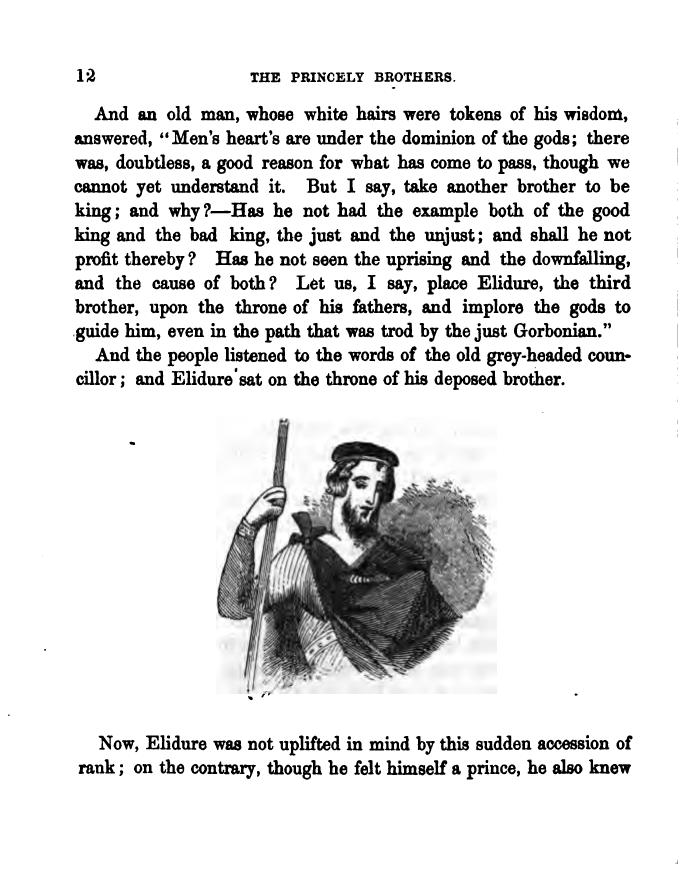 12 THE PRINCELY BROTHERS.
And an old man, whose white hairs were tokens of his wisdom,
answered, “Men’s heart’s are under the dominion of the gods; there
was, doubtless, a good reason for what has come to pass, though we
cannot yet understand it. But I say, take another brother to be
king; and why?—Has he not had the example both of the good
king and the bad king, the just and the unjust; and shall he not
profit thereby? Has he not seen the uprising and the downfalling,
and the cause of both? Let us, I say, place Elidure, the third
brother, upon the throne of his fathers, and implore the gods to
guide him, even in the path that was trod by the just Gorbonian.”
And the people listened to the words of the old grey-headed coun-
cillor; and Elidure sat on the throne of his deposed brother.
Now, Elidure was not uplifted in mind by this sudden accession of
rank; on the contrary, though he felt himself a prince, he also knew